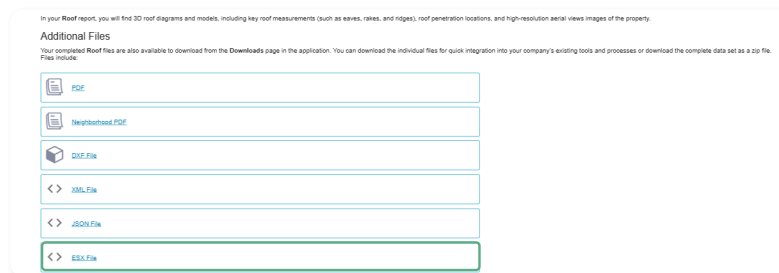 In your Roof report, you will find 3D roof diagrams and models, including key roof measurements (such as eaves, rakes, and ridges), roof penetration locations, and high-resolution aerial views images of the property.
Additional Files
Your completed Roof files are also available to download from the Downloads page in the application. You can download the individual files for quick integration into your company's existing tools and processes or download the complete data set as a zip file.
Files include:
PDF
Neighborhood PDF
DXF File
XML File
JSON File
ESX File